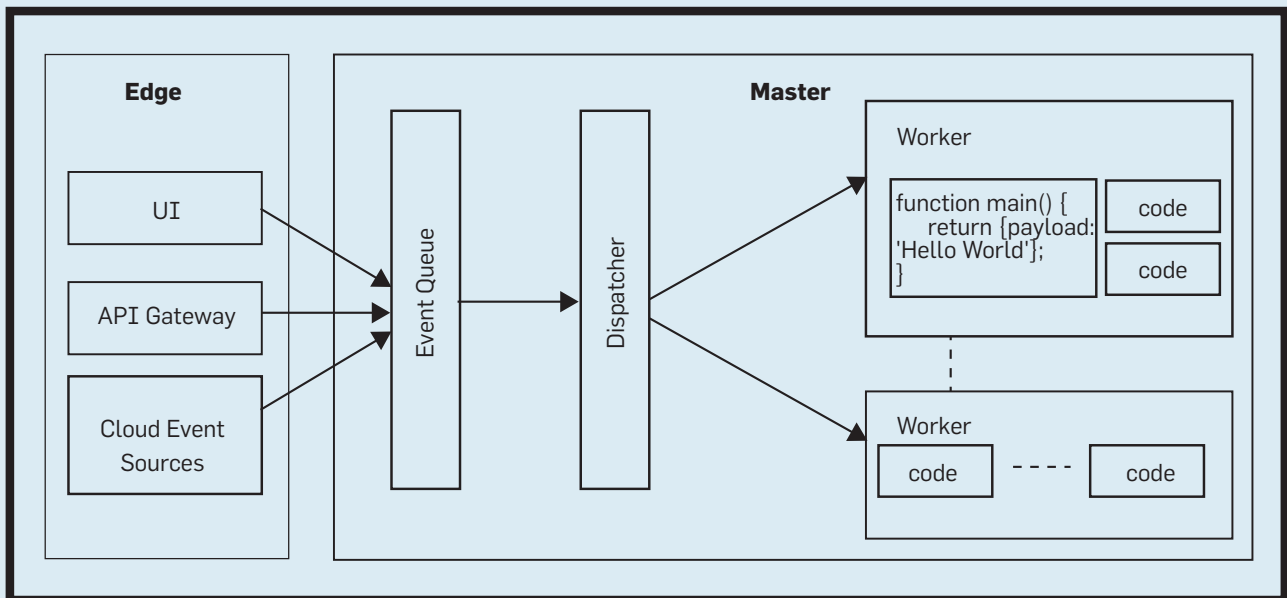 Edge
UI
API Gateway
Cloud Event
Sources
Master
Event Queue
Dispatcher
Worker
function main() {
return {payload:
'Hello World'};
}
code
code
Worker
code
code